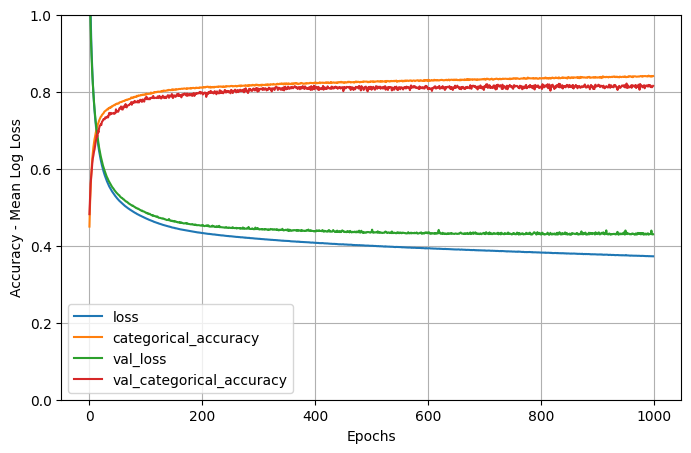 1.0
0.8
0.6
0.4
0.2
0.0
Accuracy - Mean Log Loss
loss
categorical_accuracy
val_loss
val_categorical_accuracy
0 200 400 600 800 1000
Epochs